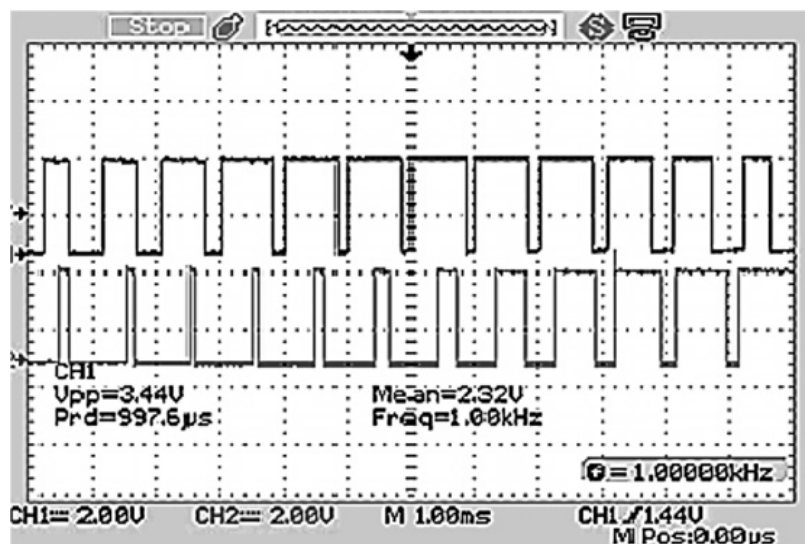 Stop
CH1
Vpp=3.44V Mean=2.32V
Prd=997.6µs Freq=1.00kHz
=1.00000kHz
CH1 2.00V CH2 2.00V M 1.00ms CH1 1.44V
M Pos:0.00µs